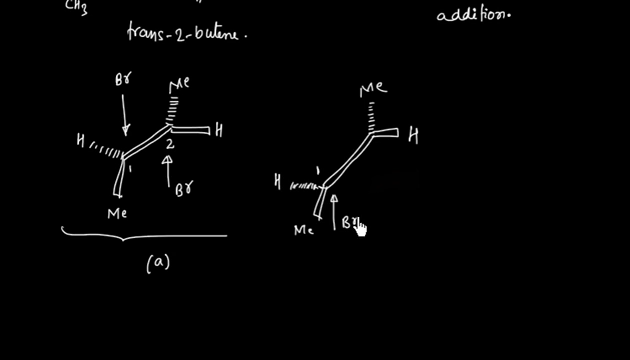 CH3
addition.
trans-2-butene.
Br
Me
Me
H
H
H
2
1
1
H
Br
Me
Me
Br
(a)